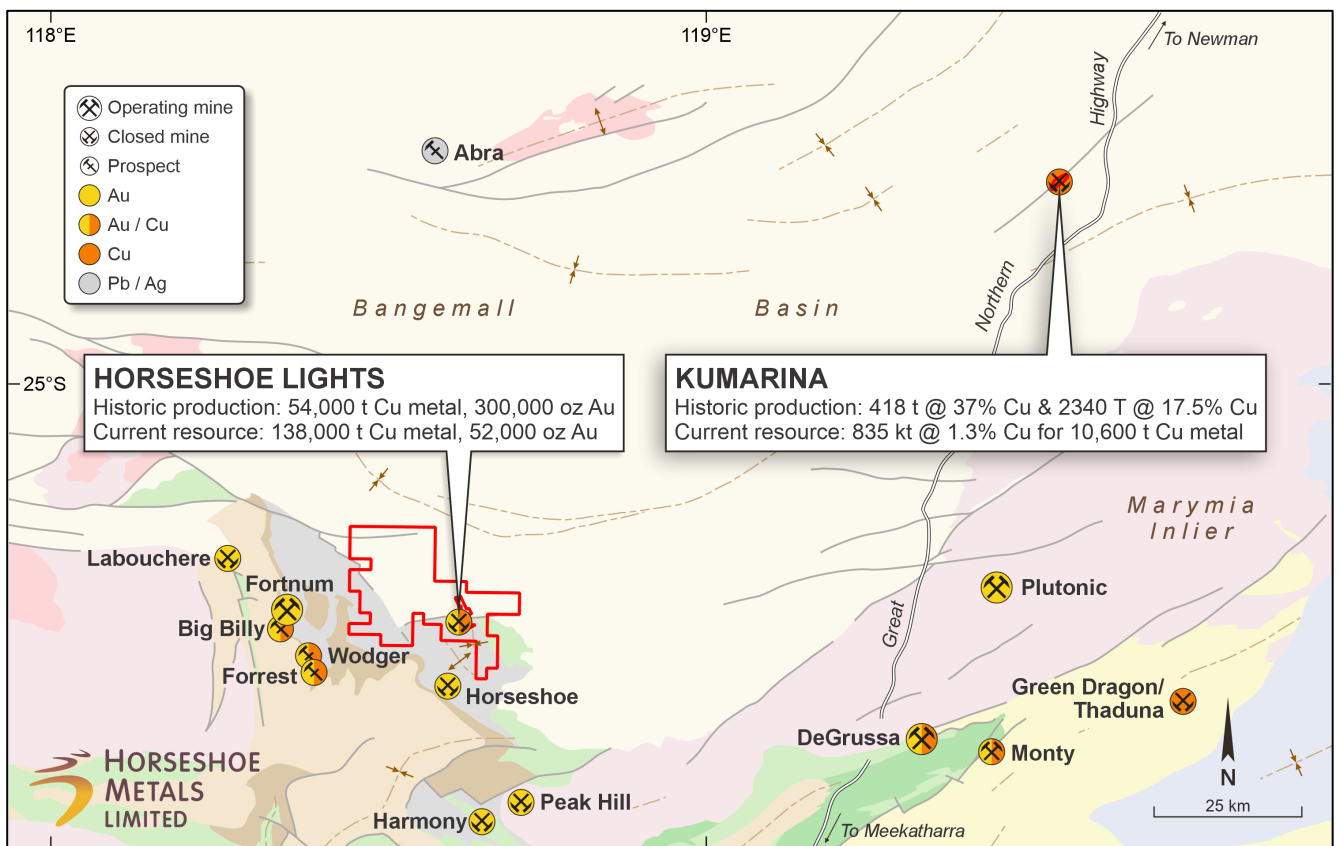 118°E
119°E
To Newman
Highway
Operating mine
Closed mine
Prospect
Au
Au / Cu
Cu
Pb / Ag
Abra
Bangemall Basin
Northern
25°S
HORSESHOE LIGHTS
Historic production: 54,000 t Cu metal, 300,000 oz Au
Current resource: 138,000 t Cu metal, 52,000 oz Au
KUMARINA
Historic production: 418 t @ 37% Cu & 2340 T @ 17.5% Cu
Current resource: 835 kt @ 1.3% Cu for 10,600 t Cu metal
Marymia
Inlier
Labouchere
Fortnum
Big Billy
Wodger
Forrest
Horseshoe
Plutonic
Great
Green Dragon/
Thaduna
DeGrussa
Monty
HORSESHOE
METALS
LIMITED
Peak Hill
Harmony
N
25 km
To Meekatharra